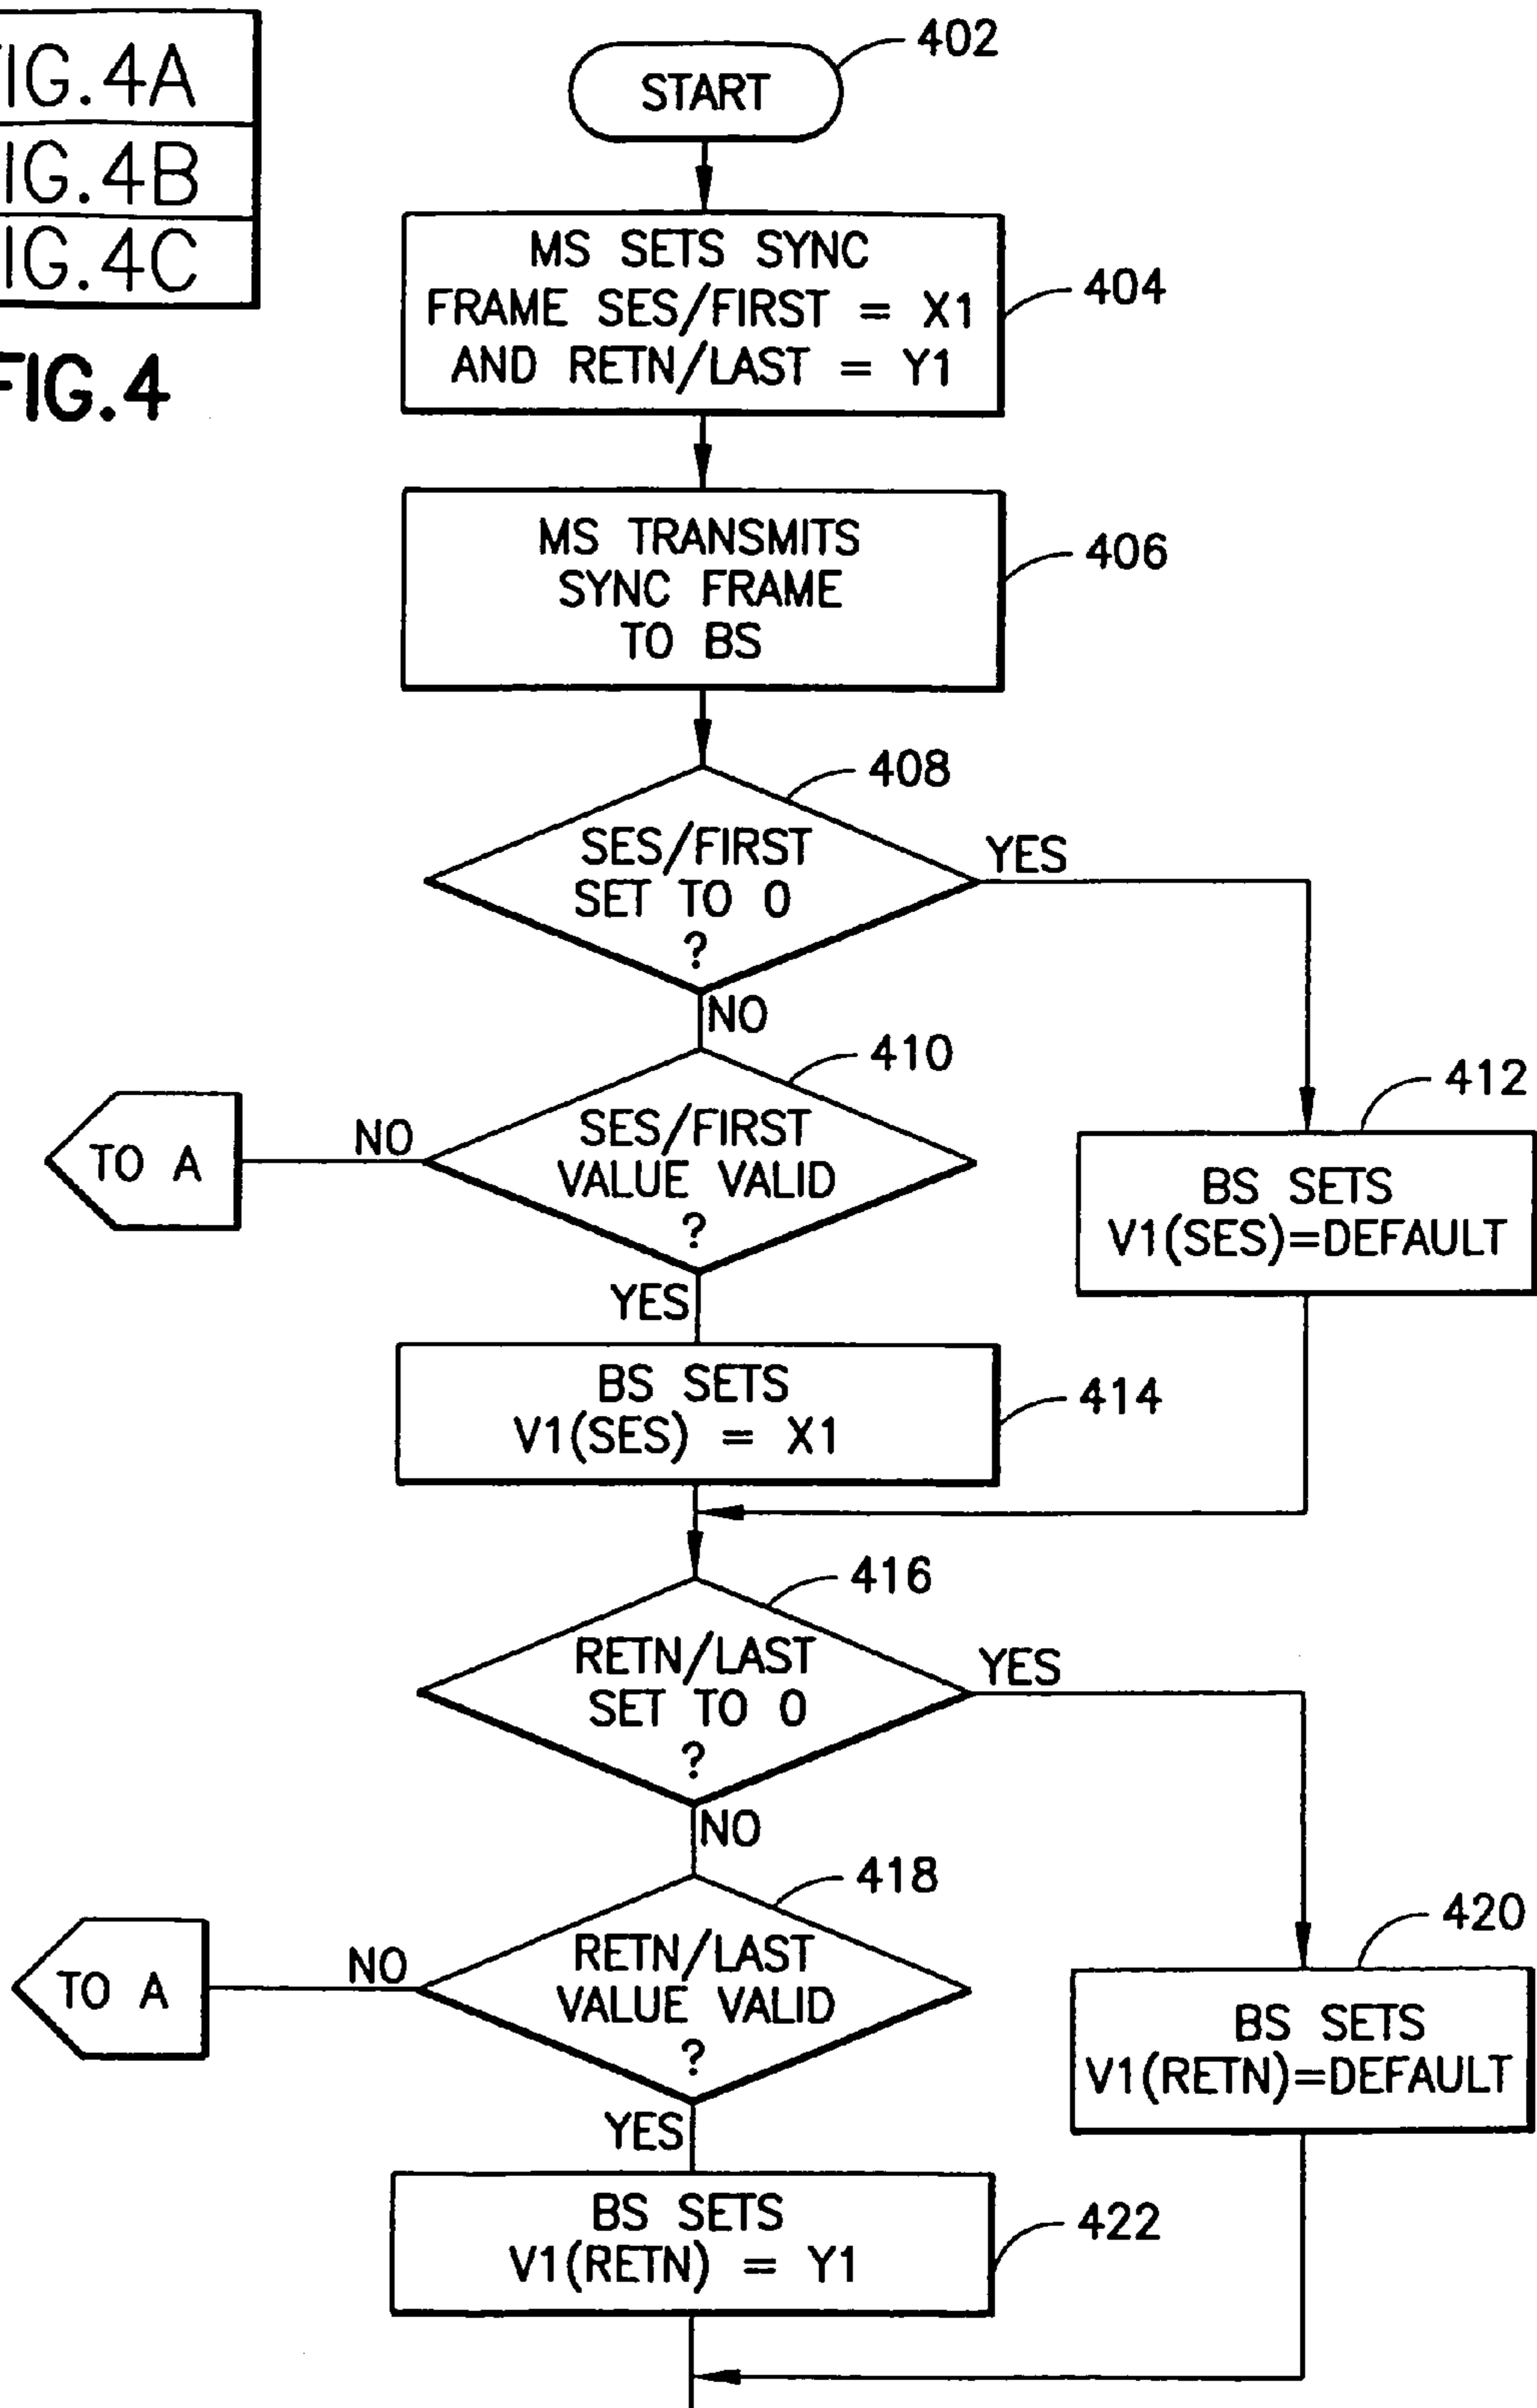 IG.4A
IG.4B
IG.4C
FIG.4
START
402
MS SETS SYNC
FRAME SES/FIRST = X1
AND RETN/LAST = Y1
404
MS TRANSMITS
SYNC FRAME
TO BS
406
408
SES/FIRST
SET TO 0
?
YES
NO
410
SES/FIRST
VALUE VALID
?
NO
TO A
412
BS SETS
V1(SES)=DEFAULT
YES
BS SETS
V1(SES) = X1
414
416
RETN/LAST
SET TO 0
?
YES
NO
418
RETN/LAST
VALUE VALID
?
NO
TO A
420
BS SETS
V1(RETN)=DEFAULT
YES
BS SETS
V1(RETN) = Y1
422